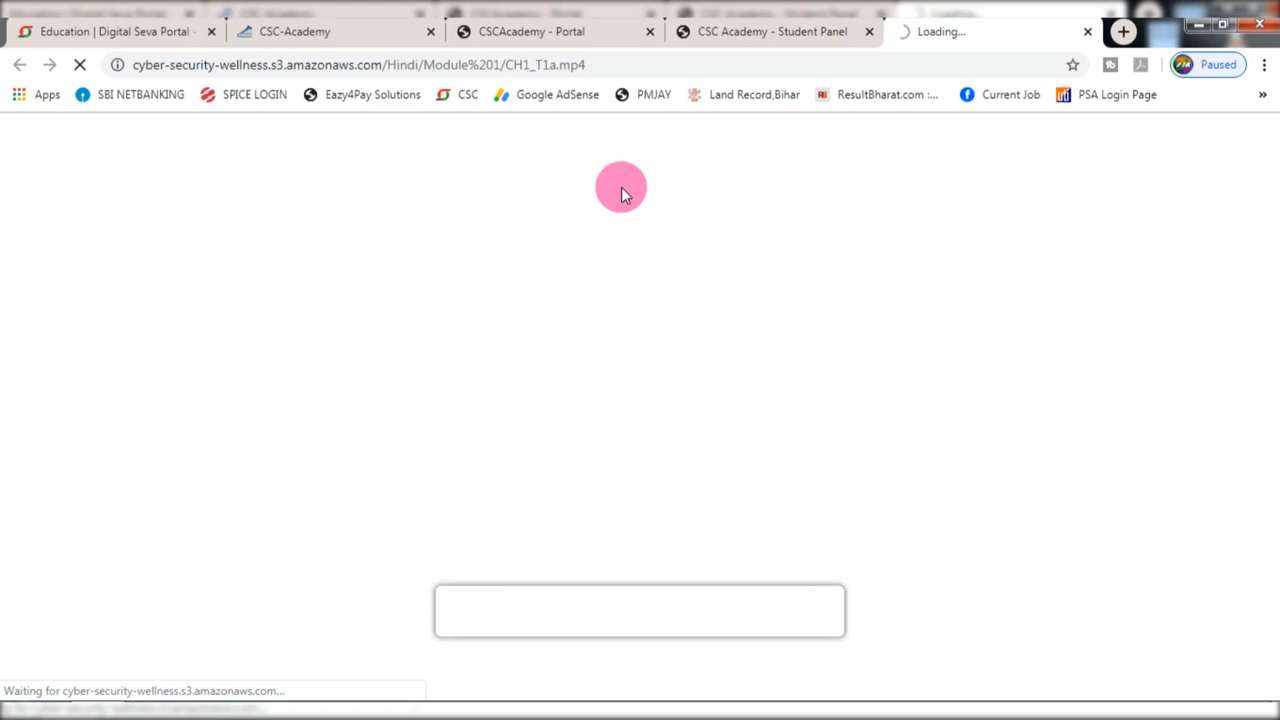 Education | Digital Seva Portal
CSC-Academy
CSCAcademy - Portal
CSC Academy - Student Panel
Loading...
cyber-security-wellness.s3.amazonaws.com/Hindi/Module%201/CH1_T1a.mp4
Paused
Apps
SBI NETBANKING
SPICE LOGIN
Eazy4Pay Solutions
CSC
Google AdSense
PMJAY
Land Record,Bihar
ResultBharat.com :...
Current Job
PSA Login Page
»
Waiting for cyber-security-wellness.s3.amazonaws.com...